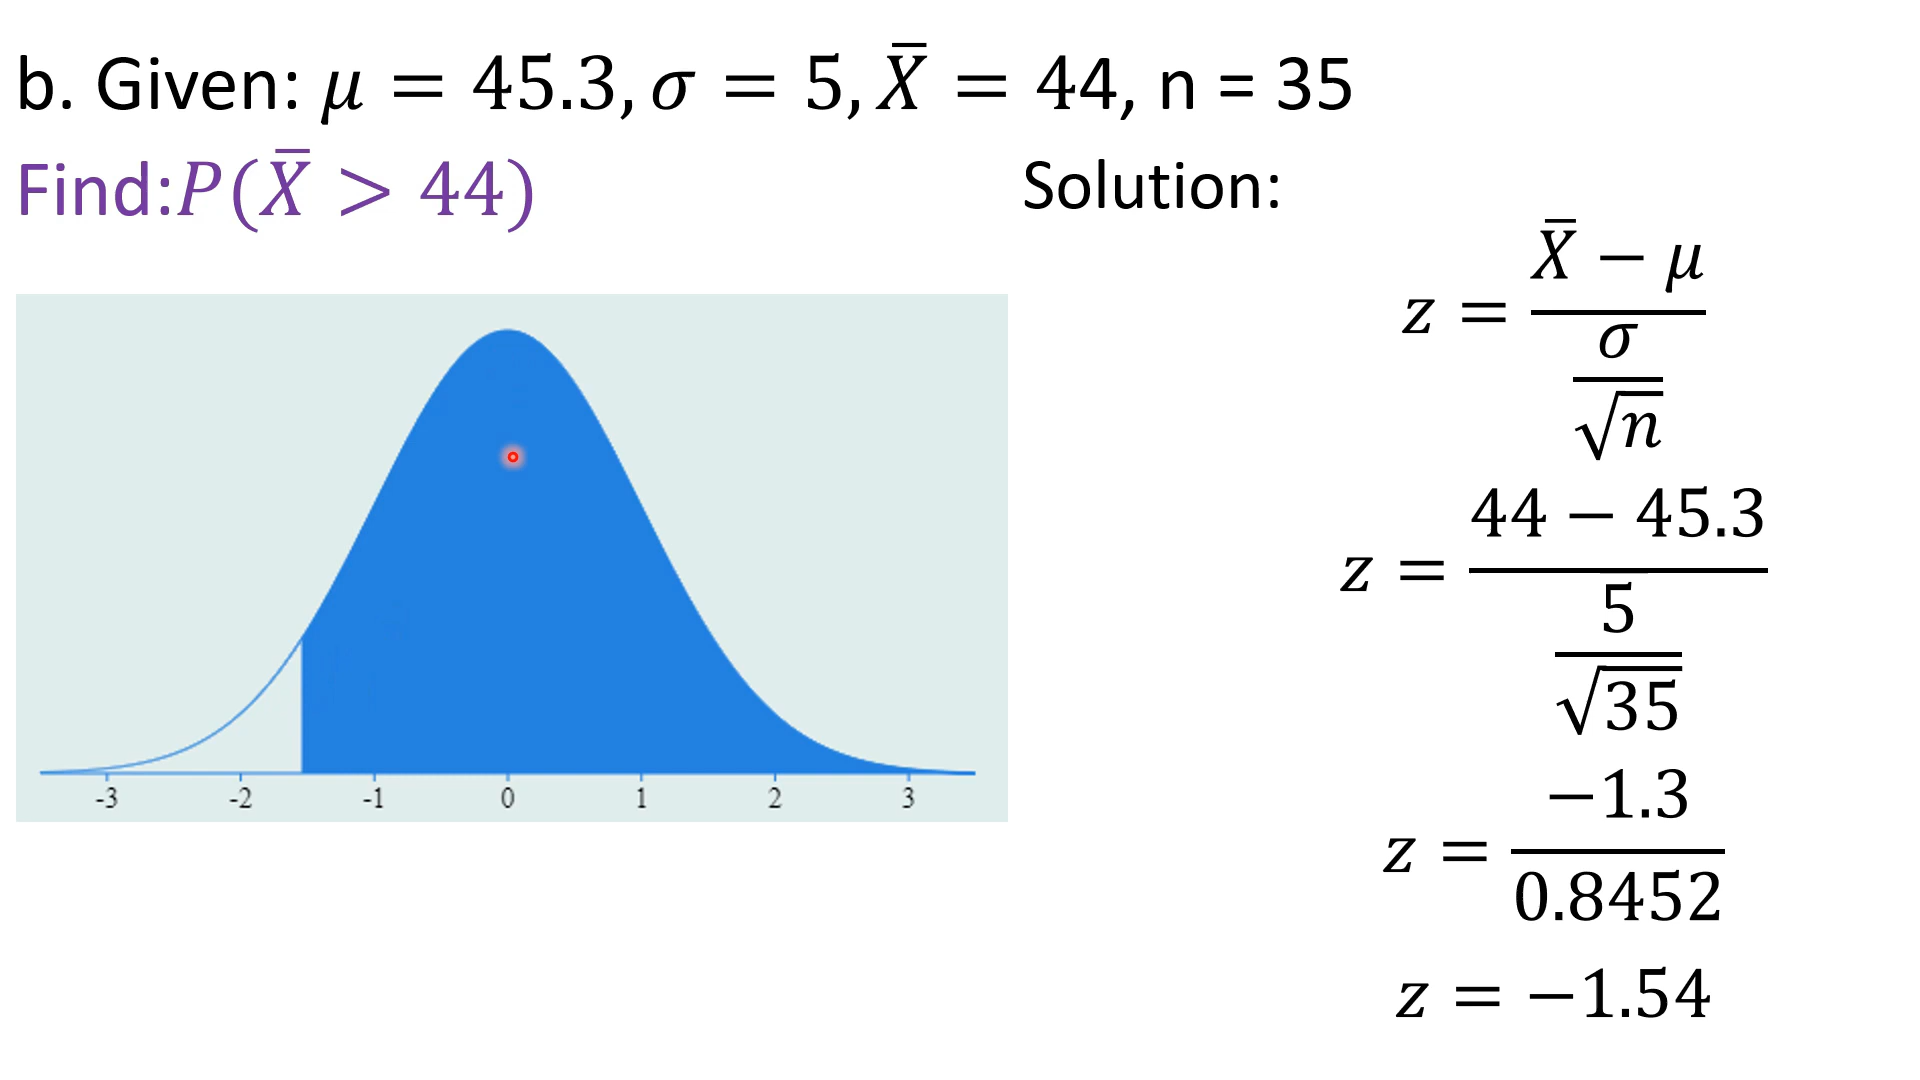 b. Given: μ = 45.3, σ = 5, X̄ = 44, n = 35
Find: P(X̄ > 44)
Solution:
z = (X̄ − μ) / (σ / √n)
z = (44 − 45.3) / (5 / √35)
z = −1.3 / 0.8452
z = −1.54
-3 -2 -1 0 1 2 3